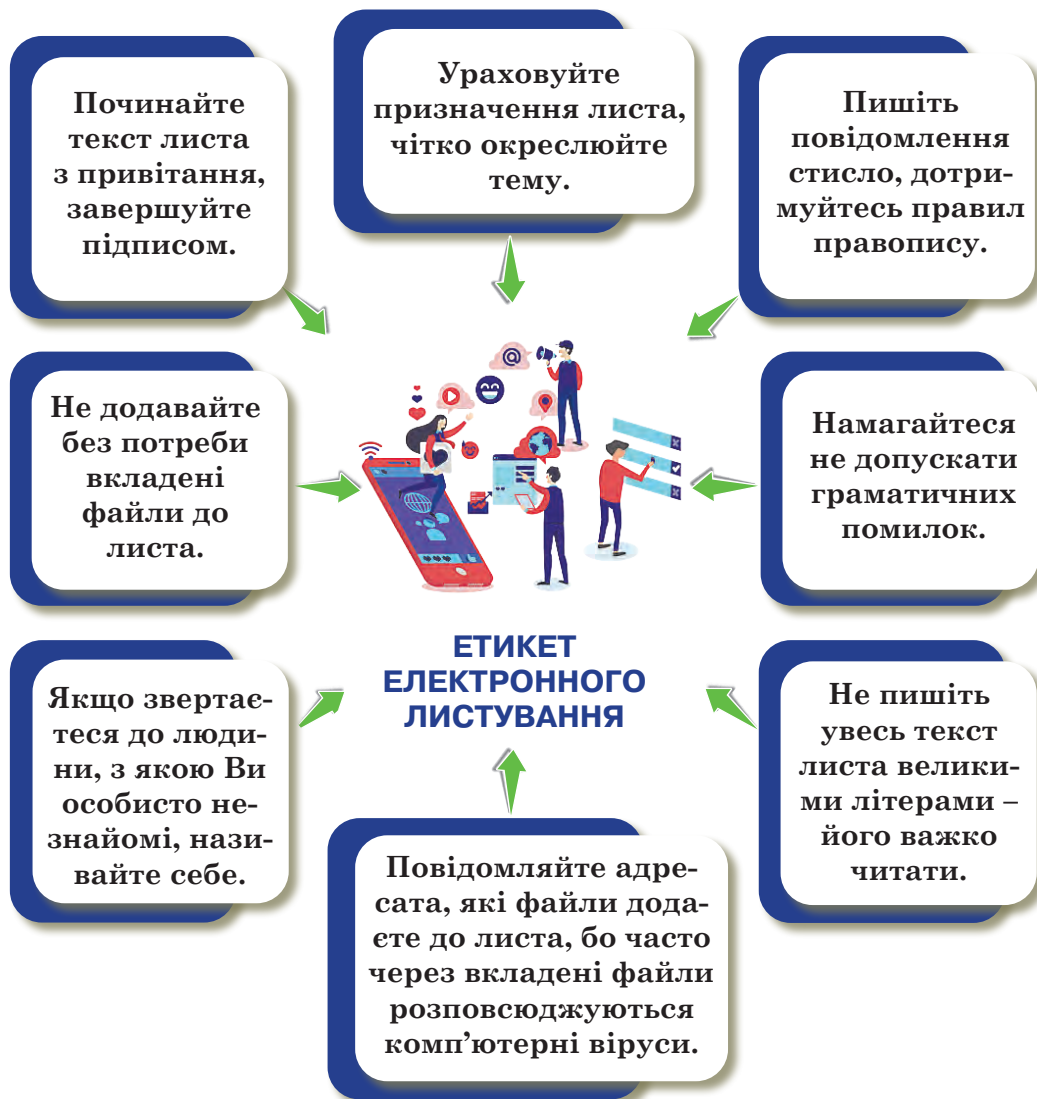 Починайте
текст листа
з привітання,
завершуйте
підписом.
Ураховуйте
призначення листа,
чітко окреслюйте
тему.
Пишіть
повідомлення
стисло, дотри-
муйтесь правил
правопису.
Не додавайте
без потреби
вкладені
файли до
листа.
Намагайтеся
не допускати
граматичних
помилок.
ЕТИКЕТ
ЕЛЕКТРОННОГО
ЛИСТУВАННЯ
Якщо звертає-
теся до люди-
ни, з якою Ви
особисто не-
знайомі, нази-
вайте себе.
Не пишіть
увесь текст
листа велики-
ми літерами –
його важко
читати.
Повідомляйте адре-
сата, які файли дода-
єте до листа, бо часто
через вкладені файли
розповсюджуються
комп’ютерні віруси.